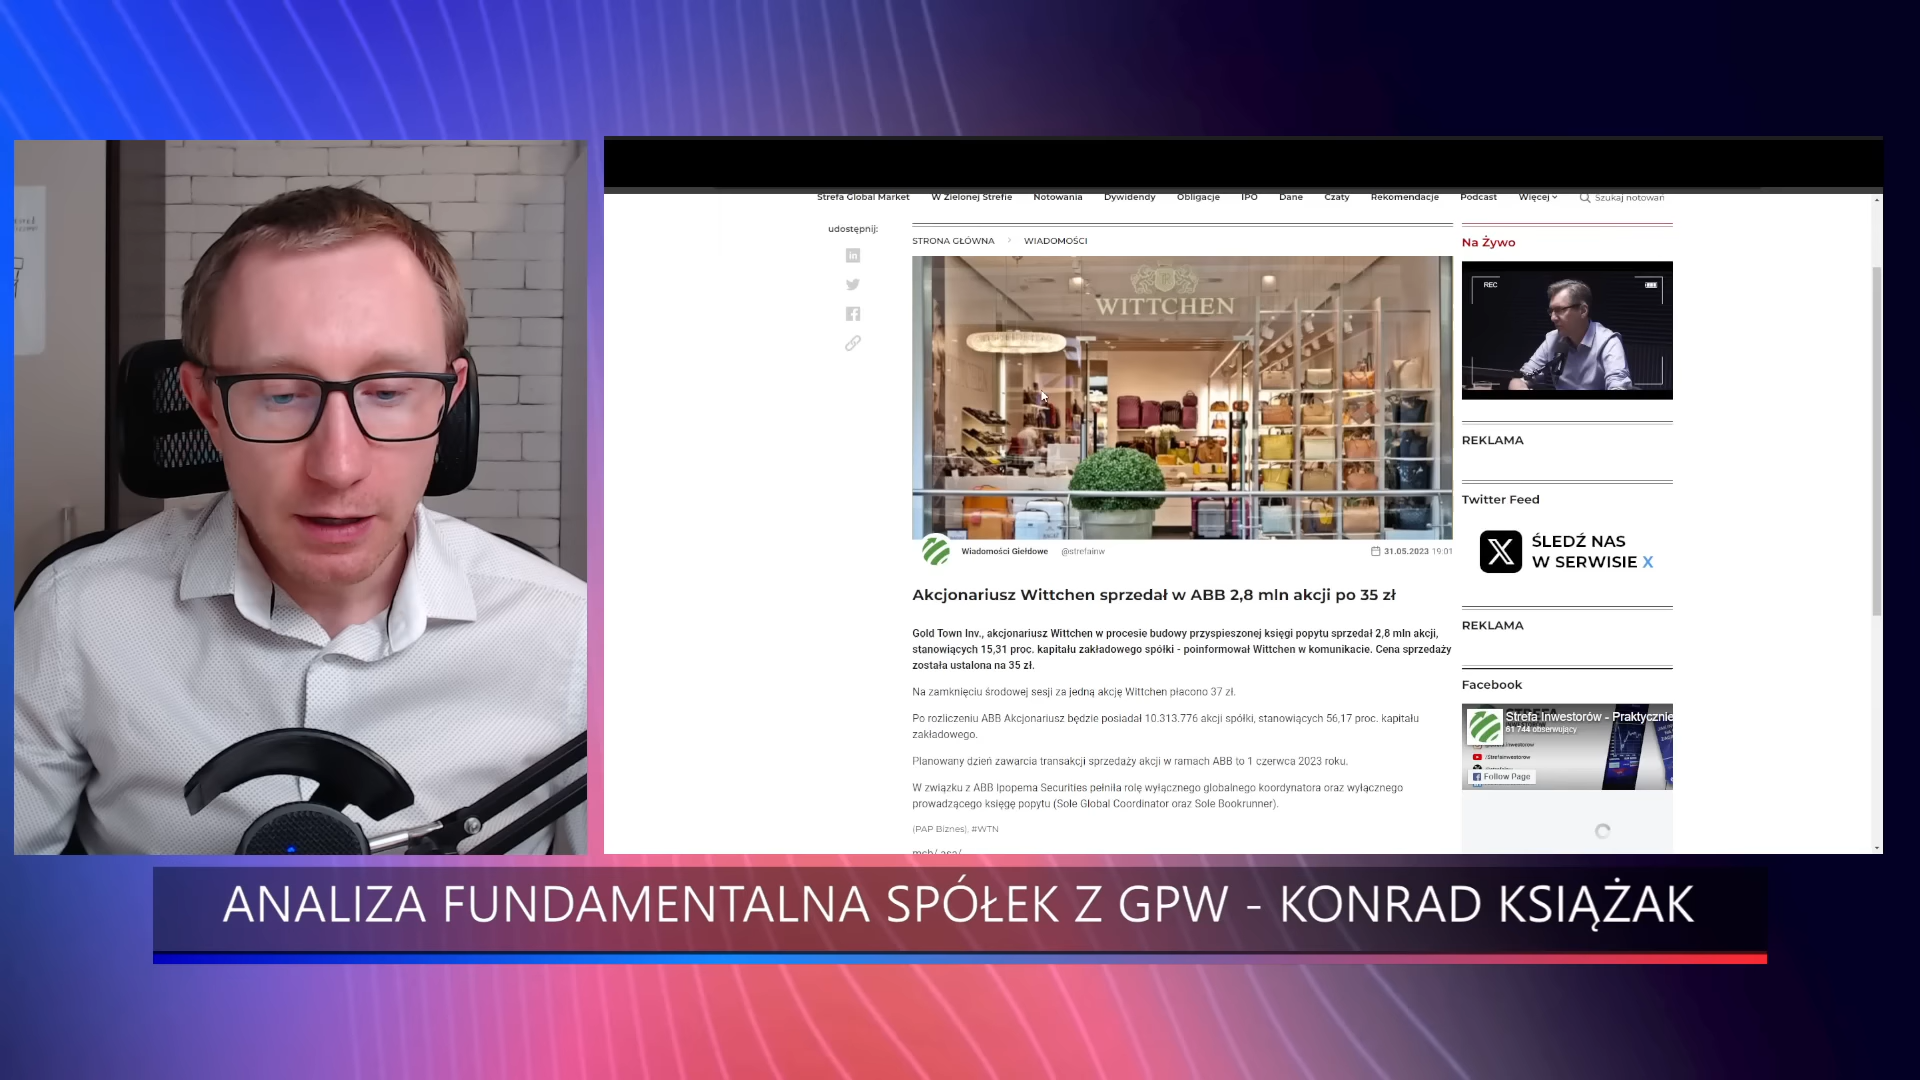 Strefa Global Market W Zielonej Strefie Notowania Dywidendy Obligacje IPO Dane Czaty Rekomendacje Podcast Więcej Szukaj notowań
udostępnij:
STRONA GŁÓWNA > WIADOMOŚCI
WITTCHEN
Wiadomości Giełdowe @strefainw 31.05.2023 19:01
Akcjonariusz Wittchen sprzedał w ABB 2,8 mln akcji po 35 zł
Gold Town Inv., akcjonariusz Wittchen w procesie budowy przyspieszonej księgi popytu sprzedał 2,8 mln akcji,
stanowiących 15,31 proc. kapitału zakładowego spółki - poinformował Wittchen w komunikacie. Cena sprzedaży
została ustalona na 35 zł.
Na zamknięciu środowej sesji za jedną akcję Wittchen płacono 37 zł.
Po rozliczeniu ABB Akcjonariusz będzie posiadał 10.313.776 akcji spółki, stanowiących 56,17 proc. kapitału
zakładowego.
Planowany dzień zawarcia transakcji sprzedaży akcji w ramach ABB to 1 czerwca 2023 roku.
W związku z ABB Ipopema Securities pełniła rolę wyłącznego globalnego koordynatora oraz wyłącznego
prowadzącego księgę popytu (Sole Global Coordinator oraz Sole Bookrunner).
(PAP Biznes), #WTN
Na Żywo
REC
REKLAMA
Twitter Feed
ŚLEDŹ NAS
W SERWISIE X
REKLAMA
Facebook
Strefa Inwestorów - Praktycznie
61 744 obserwujący
/Strefainwestorow
Follow Page
ANALIZA FUNDAMENTALNA SPÓŁEK Z GPW - KONRAD KSIĄŻAK